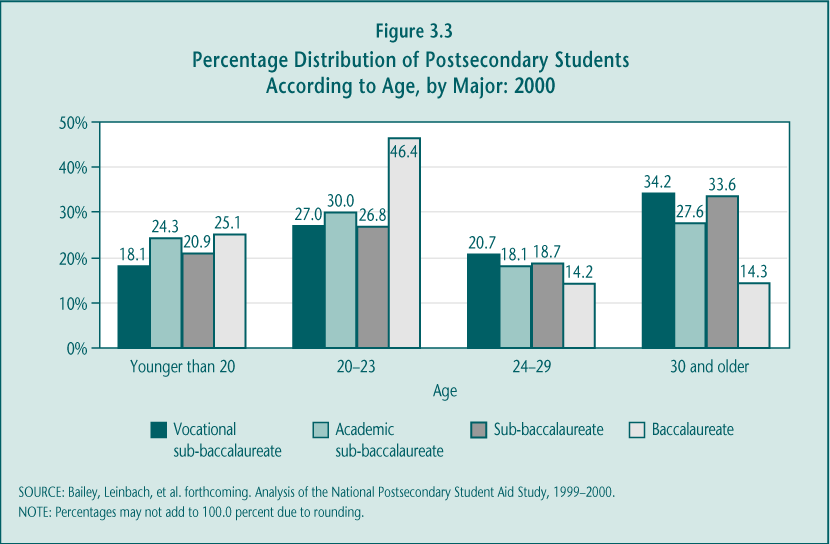 Figure 3.3
Percentage Distribution of Postsecondary Students
According to Age, by Major: 2000
50%
40%
30%
20%
10%
0%
18.1
24.3
20.9
25.1
27.0
30.0
26.8
46.4
20.7
18.1
18.7
14.2
34.2
27.6
33.6
14.3
Younger than 20
20–23
24–29
30 and older
Age
Vocational
sub-baccalaureate
Academic
sub-baccalaureate
Sub-baccalaureate
Baccalaureate
SOURCE: Bailey, Leinbach, et al. forthcoming. Analysis of the National Postsecondary Student Aid Study, 1999–2000.
NOTE: Percentages may not add to 100.0 percent due to rounding.